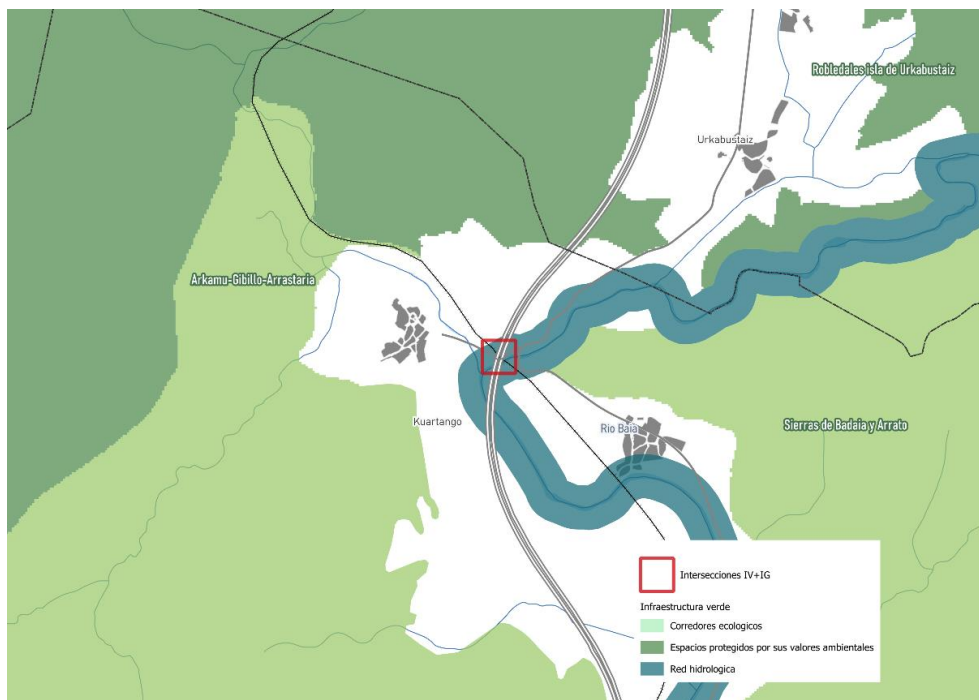 Robledales isla de Urkabustaiz
Urkabustaiz
Arkamu-Gibillo-Arrastaria
Kuartango
Rio Baia
Sierras de Badaia y Arrato
Intersecciones IV+IG
Infraestructura verde
Corredores ecologicos
Espacios protegidos por sus valores ambientales
Red hidrologica